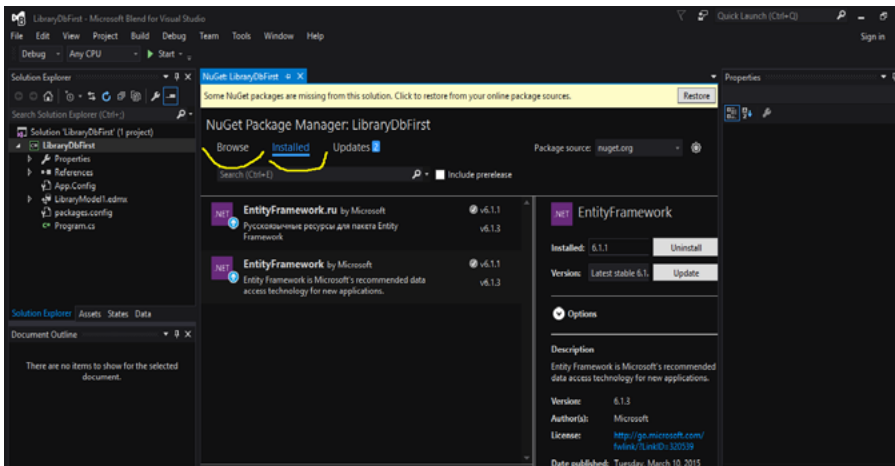 LibraryDbFirst - Microsoft Blend for Visual Studio
Quick Launch (Ctrl+Q)
File Edit View Project Build Debug Team Tools Window Help
Sign in
Debug Any CPU Start
Solution Explorer
NuGet: LibraryDbFirst
Properties
Some NuGet packages are missing from this solution. Click to restore from your online package sources.
Restore
Search Solution Explorer (Ctrl+;)
Solution 'LibraryDbFirst' (1 project)
LibraryDbFirst
Properties
References
App.Config
LibraryModel1.edmx
packages.config
C# Program.cs
Solution Explorer Assets States Data
Document Outline
There are no items to show for the selected
document.
NuGet Package Manager: LibraryDbFirst
Browse Installed Updates 2
Package source: nuget.org
Search (Ctrl+E)
Include prerelease
.NET
EntityFramework.ru by Microsoft
v6.1.1
Русскоязычные ресурсы для пакета Entity
Framework
v6.1.3
.NET
EntityFramework by Microsoft
v6.1.1
Entity Framework is Microsoft's recommended data
access technology for new applications.
v6.1.3
.NET EntityFramework
Installed: 6.1.1 Uninstall
Version: Latest stable 6.1. Update
Options
Description
Entity Framework is Microsoft's recommended
data access technology for new applications.
Version: 6.1.3
Author(s): Microsoft
License: http://go.microsoft.com/
fwlink/?LinkID=320539
Date published: Tuesday, March 10, 2015